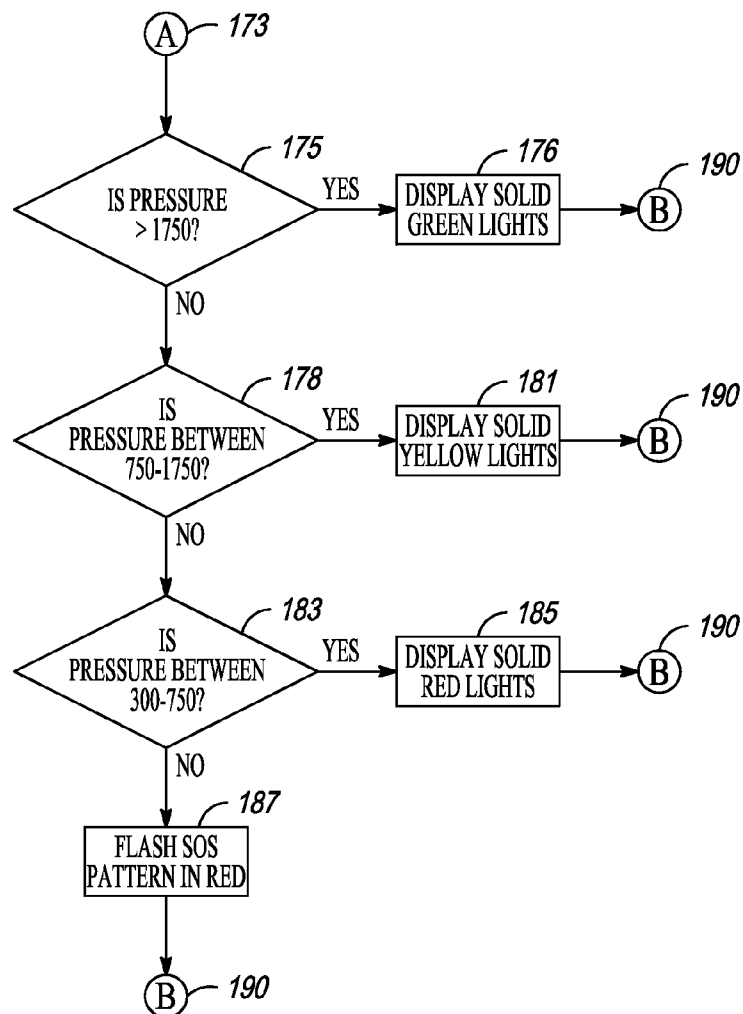 A 173
175
IS PRESSURE
> 1750?
YES
176
DISPLAY SOLID
GREEN LIGHTS
190
B
NO
178
IS
PRESSURE BETWEEN
750-1750?
YES
181
DISPLAY SOLID
YELLOW LIGHTS
190
B
NO
183
IS
PRESSURE BETWEEN
300-750?
YES
185
DISPLAY SOLID
RED LIGHTS
190
B
NO
187
FLASH SOS
PATTERN IN RED
B 190